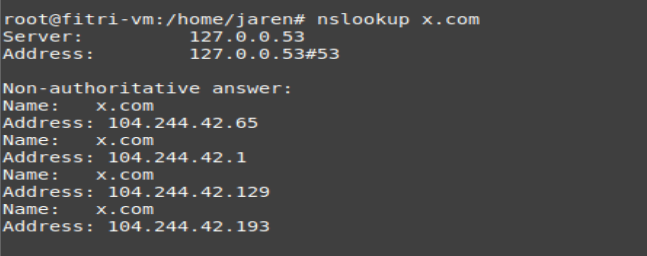 root@fitri-vm:/home/jaren# nslookup x.com
Server:         127.0.0.53
Address:        127.0.0.53#53

Non-authoritative answer:
Name:   x.com
Address: 104.244.42.65
Name:   x.com
Address: 104.244.42.1
Name:   x.com
Address: 104.244.42.129
Name:   x.com
Address: 104.244.42.193